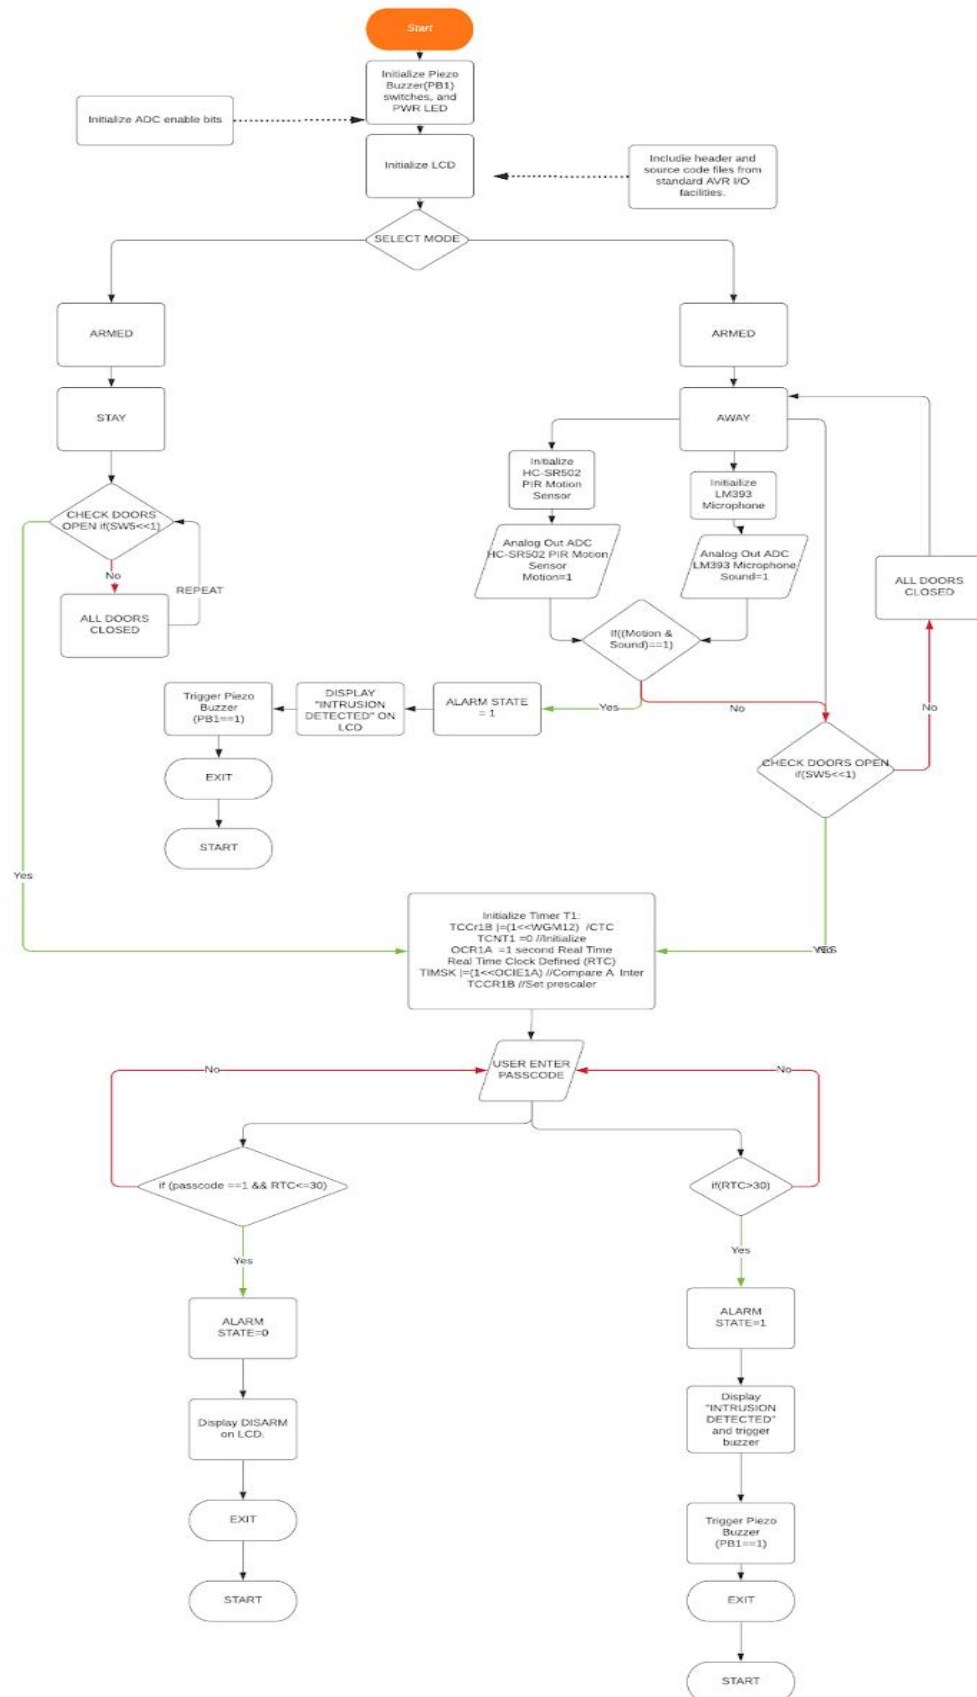 Start
Initialize Piezo
Buzzer(PB1)
switches, and
PWR LED
Initialize ADC enable bits
Initialize LCD
Includie header and
source code files from
standard AVR I/O
facilities.
SELECT MODE
ARMED
ARMED
STAY
AWAY
Initialize
HC-SR502
PIR Motion
Sensor
Initiailize
LM393
Microphone
CHECK DOORS
OPEN if(SW5<<1)
Analog Out ADC
HC-SR502 PIR Motion
Sensor
Motion=1
Analog Out ADC
LM393 Microphone
Sound=1
No
REPEAT
ALL DOORS
CLOSED
ALL DOORS
CLOSED
If((Motion &
Sound)==1)
Trigger Piezo
Buzzer
(PB1==1)
DISPLAY
"INTRUSION
DETECTED" ON
LCD
ALARM STATE
= 1
Yes
No
No
CHECK DOORS OPEN
if(SW5<<1)
EXIT
START
Yes
Initialize Timer T1:
TCCr1B |=(1<<WGM12) /CTC
TCNT1 =0 //Initialize
OCR1A =1 second Real Time
Real Time Clock Defined (RTC)
TIMSK |=(1<<OCIE1A) //Compare A Inter
TCCR1B //Set prescaler
USER ENTER
PASSCODE
No
No
if (passcode ==1 && RTC<=30)
if(RTC>30)
Yes
Yes
ALARM
STATE=0
ALARM
STATE=1
Display DISARM
on LCD.
Display
"INTRUSION
DETECTED"
and trigger
buzzer
EXIT
Trigger Piezo
Buzzer
(PB1==1)
START
EXIT
START